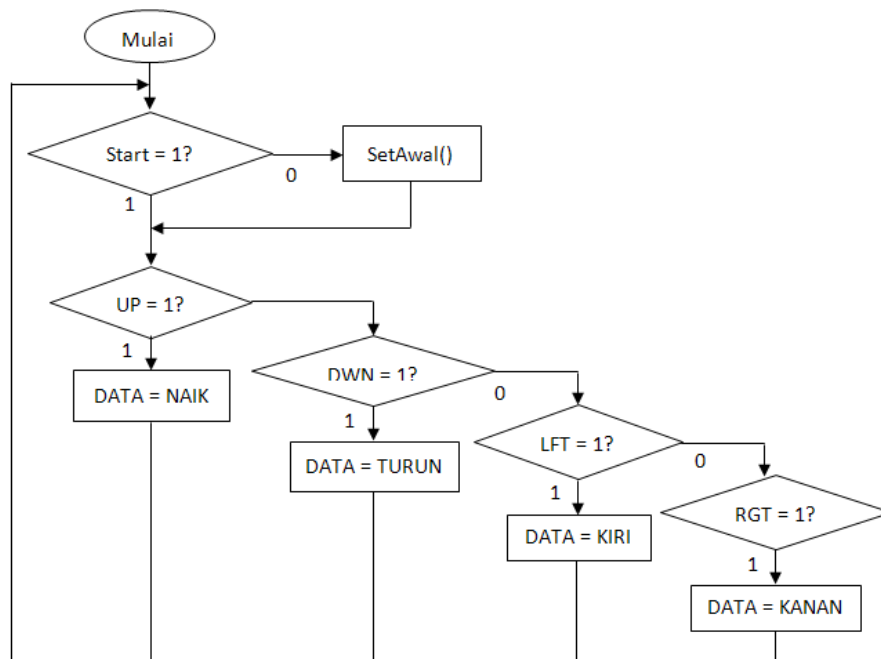 Mulai
Start = 1?
0
SetAwal()
1
UP = 1?
1
DATA = NAIK
DWN = 1?
0
1
DATA = TURUN
LFT = 1?
0
1
DATA = KIRI
RGT = 1?
1
DATA = KANAN